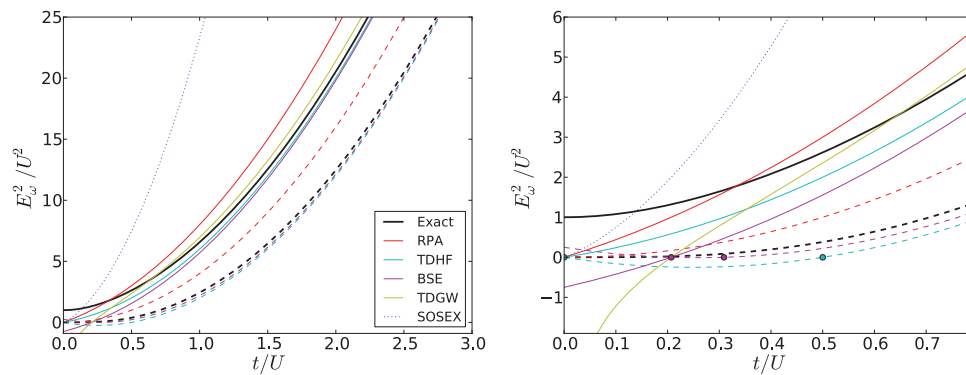 25
20
15
10
5
0
E²_ω/U²
0.0 0.5 1.0 1.5 2.0 2.5 3.0
t/U
Exact
RPA
TDHF
BSE
TDGW
SOSEX
6
5
4
3
2
1
0
−1
E²_ω/U²
0.0 0.1 0.2 0.3 0.4 0.5 0.6 0.7
t/U